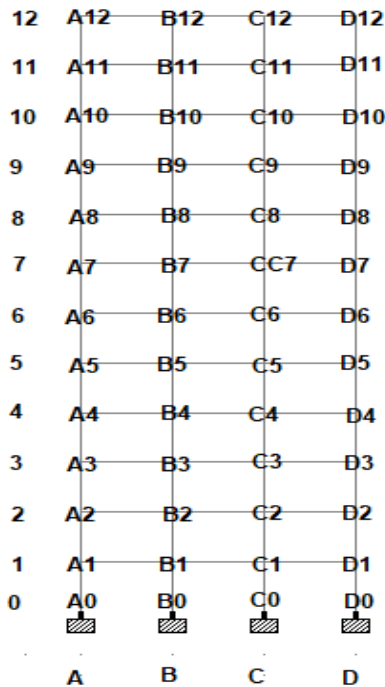 12 A12 B12 C12 D12
11 A11 B11 C11 D11
10 A10 B10 C10 D10
9 A9 B9 C9 D9
8 A8 B8 C8 D8
7 A7 B7 CC7 D7
6 A6 B6 C6 D6
5 A5 B5 C5 D5
4 A4 B4 C4 D4
3 A3 B3 C3 D3
2 A2 B2 C2 D2
1 A1 B1 C1 D1
0 A0 B0 C0 D0
A B C D